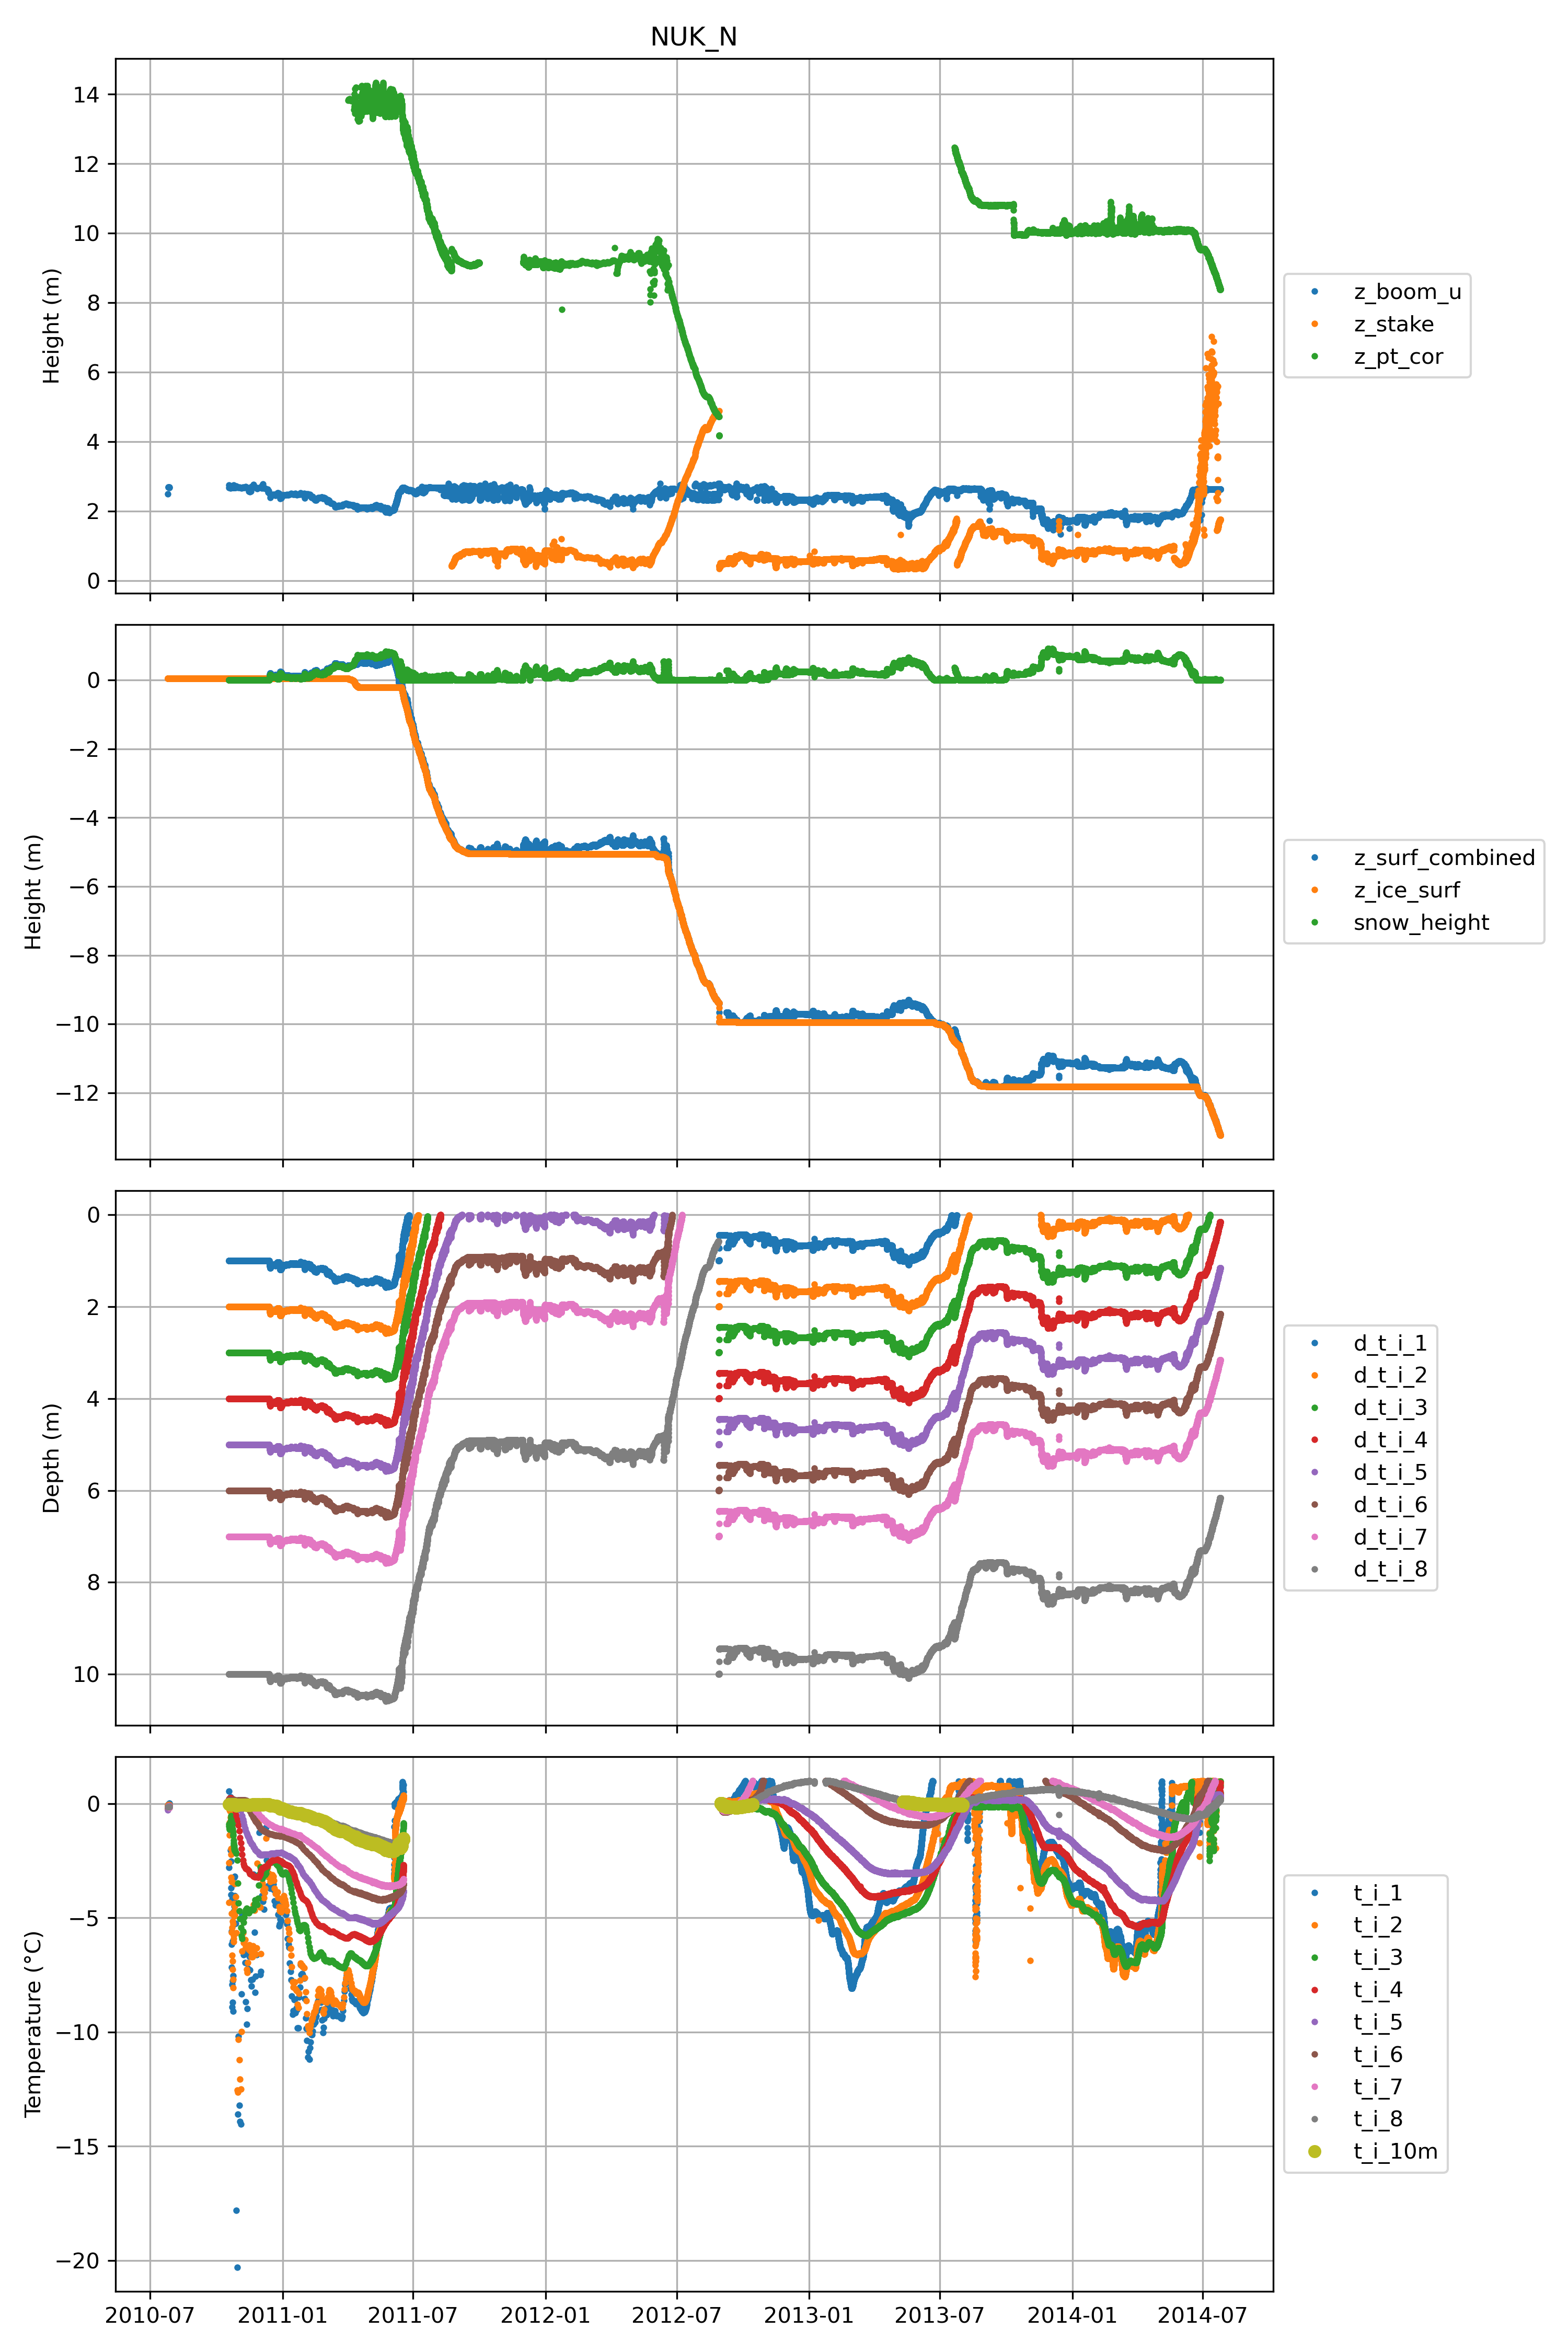 NUK_N
14
12
10
8
6
4
2
0
Height (m)
z_boom_u
z_stake
z_pt_cor
0
−2
−4
−6
−8
−10
−12
Height (m)
z_surf_combined
z_ice_surf
snow_height
0
2
4
6
8
10
Depth (m)
d_t_i_1
d_t_i_2
d_t_i_3
d_t_i_4
d_t_i_5
d_t_i_6
d_t_i_7
d_t_i_8
0
−5
−10
−15
−20
Temperature (°C)
t_i_1
t_i_2
t_i_3
t_i_4
t_i_5
t_i_6
t_i_7
t_i_8
t_i_10m
2010-07 2011-01 2011-07 2012-01 2012-07 2013-01 2013-07 2014-01 2014-07